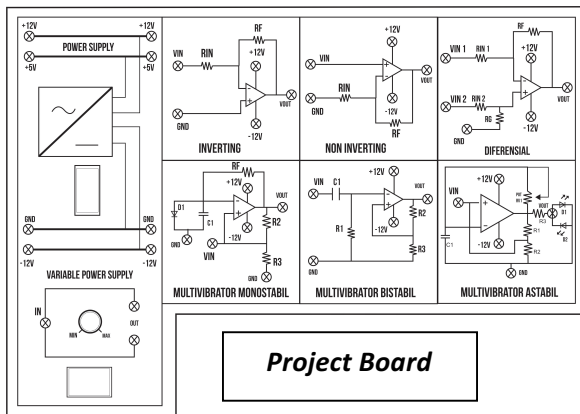 +12V +12V
POWER SUPPLY
+5V +5V
GND GND
-12V -12V
VARIABLE POWER SUPPLY
IN
OUT
MIN MAX
RF
VIN RIN +12V
VOUT
GND -12V
INVERTING
+12V
VIN
VOUT
RIN
-12V
GND RF
NON INVERTING
RF
VIN 1 RIN 1 +12V
VOUT
VIN 2 RIN 2
RG -12V
GND
DIFERENSIAL
RF
+12V VOUT
D1
C1 R2
GND -12V
VIN
R3
GND
MULTIVIBRATOR MONOSTABIL
+12V
VIN C1 VOUT
R2
R1 -12V
R3
GND
MULTIVIBRATOR BISTABIL
+12V
VIN
VOUT D1
R3
C1 R1 D2
-12V
R2
GND
MULTIVIBRATOR ASTABIL
Project Board